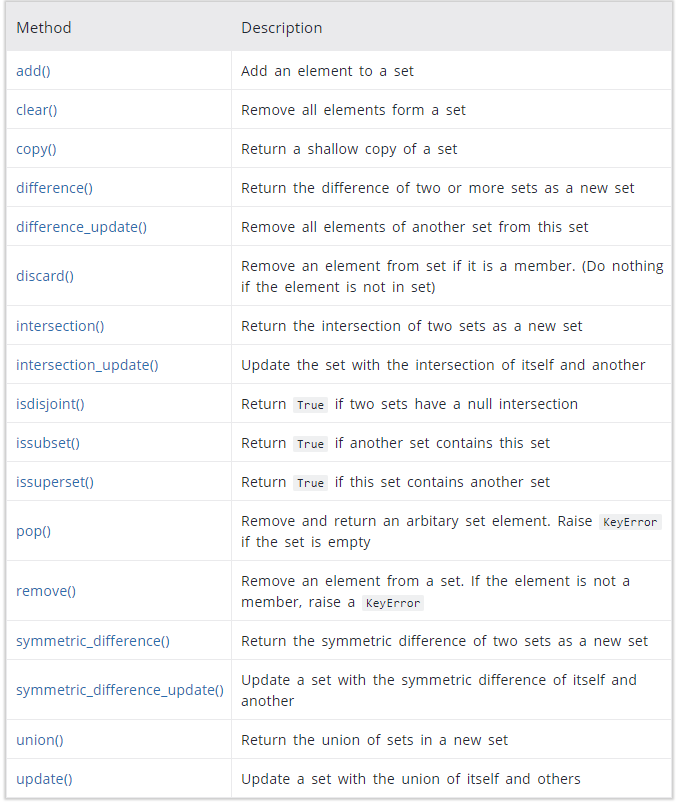 Method Description
add() Add an element to a set
clear() Remove all elements form a set
copy() Return a shallow copy of a set
difference() Return the difference of two or more sets as a new set
difference_update() Remove all elements of another set from this set
discard() Remove an element from set if it is a member. (Do nothing
if the element is not in set)
intersection() Return the intersection of two sets as a new set
intersection_update() Update the set with the intersection of itself and another
isdisjoint() Return True if two sets have a null intersection
issubset() Return True if another set contains this set
issuperset() Return True if this set contains another set
pop() Remove and return an arbitary set element. Raise KeyError
if the set is empty
remove() Remove an element from a set. If the element is not a
member, raise a KeyError
symmetric_difference() Return the symmetric difference of two sets as a new set
symmetric_difference_update() Update a set with the symmetric difference of itself and
another
union() Return the union of sets in a new set
update() Update a set with the union of itself and others